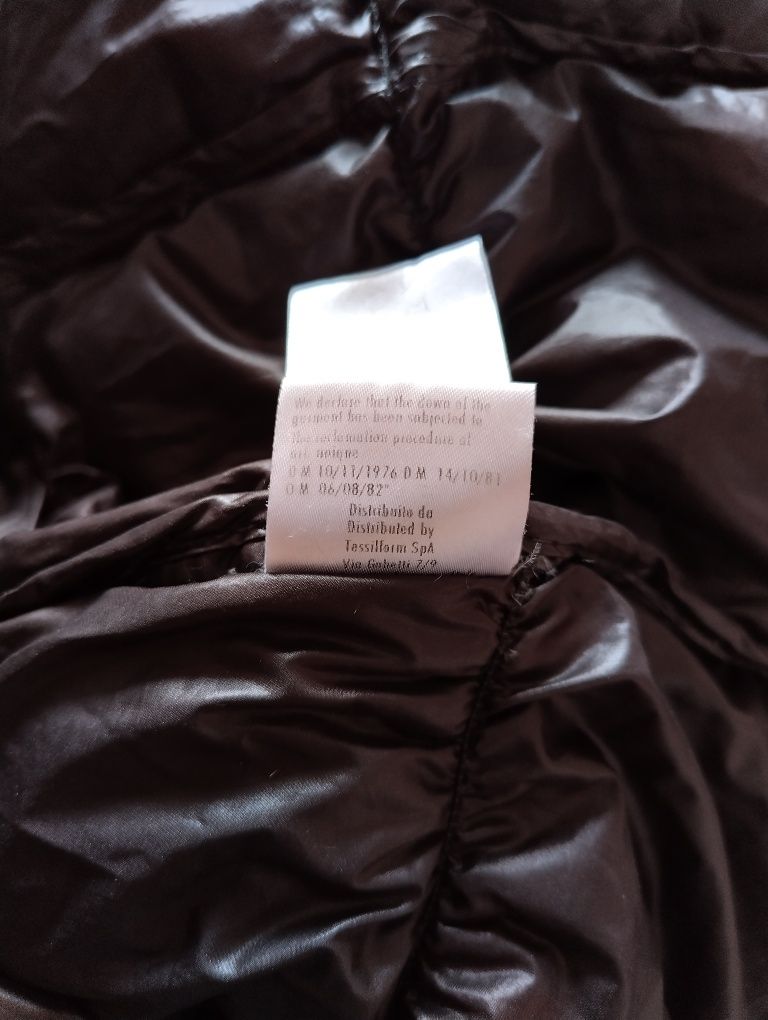 We declare that the down of the
garment has been subjected to
the reclamation procedure of
art. unique
D M 10/11/1976 D M 14/10/81
D M 06/08/82"
Distribuito da
Distributed by
Tessilform SpA
Via Gobetti 7/9